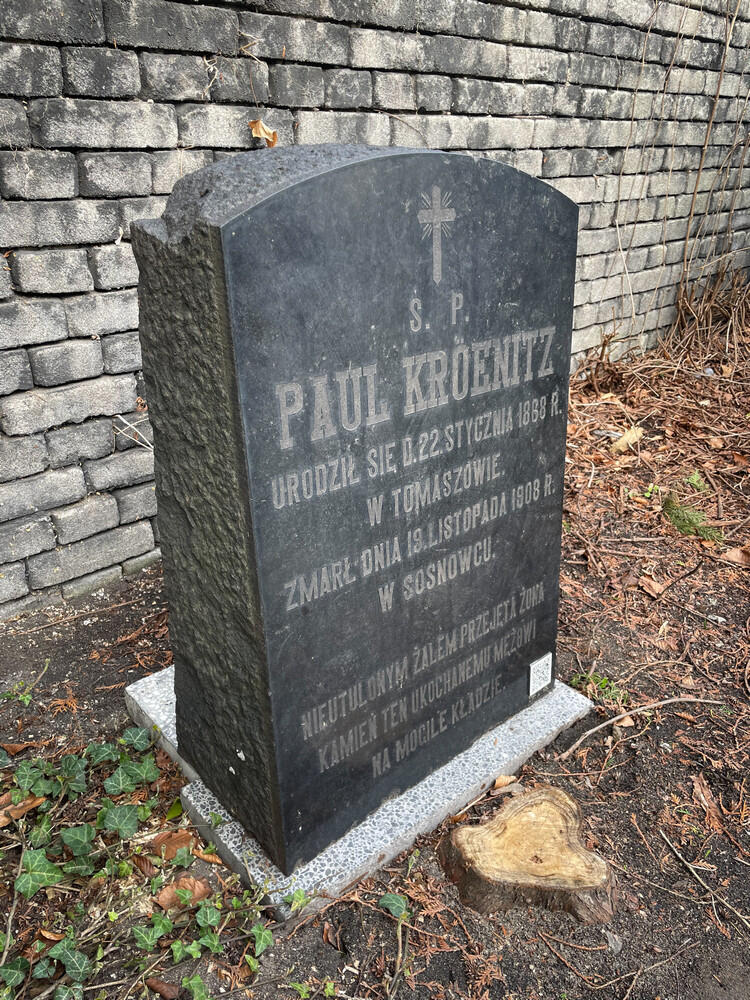 S. P.
PAUL KRÖENITZ
URODZIŁ SIĘ D. 22. STYCZNIA 1868 R.
W TOMASZOWIE.
ZMARŁ DNIA 19. LISTOPADA 1908 R.
W SOSNOWCU.
NIEUTULONYM ŻALEM PRZEJĘTA ŻONA
KAMIEŃ TEN UKOCHANEMU MĘŻOWI
NA MOGILE KŁADZIE.